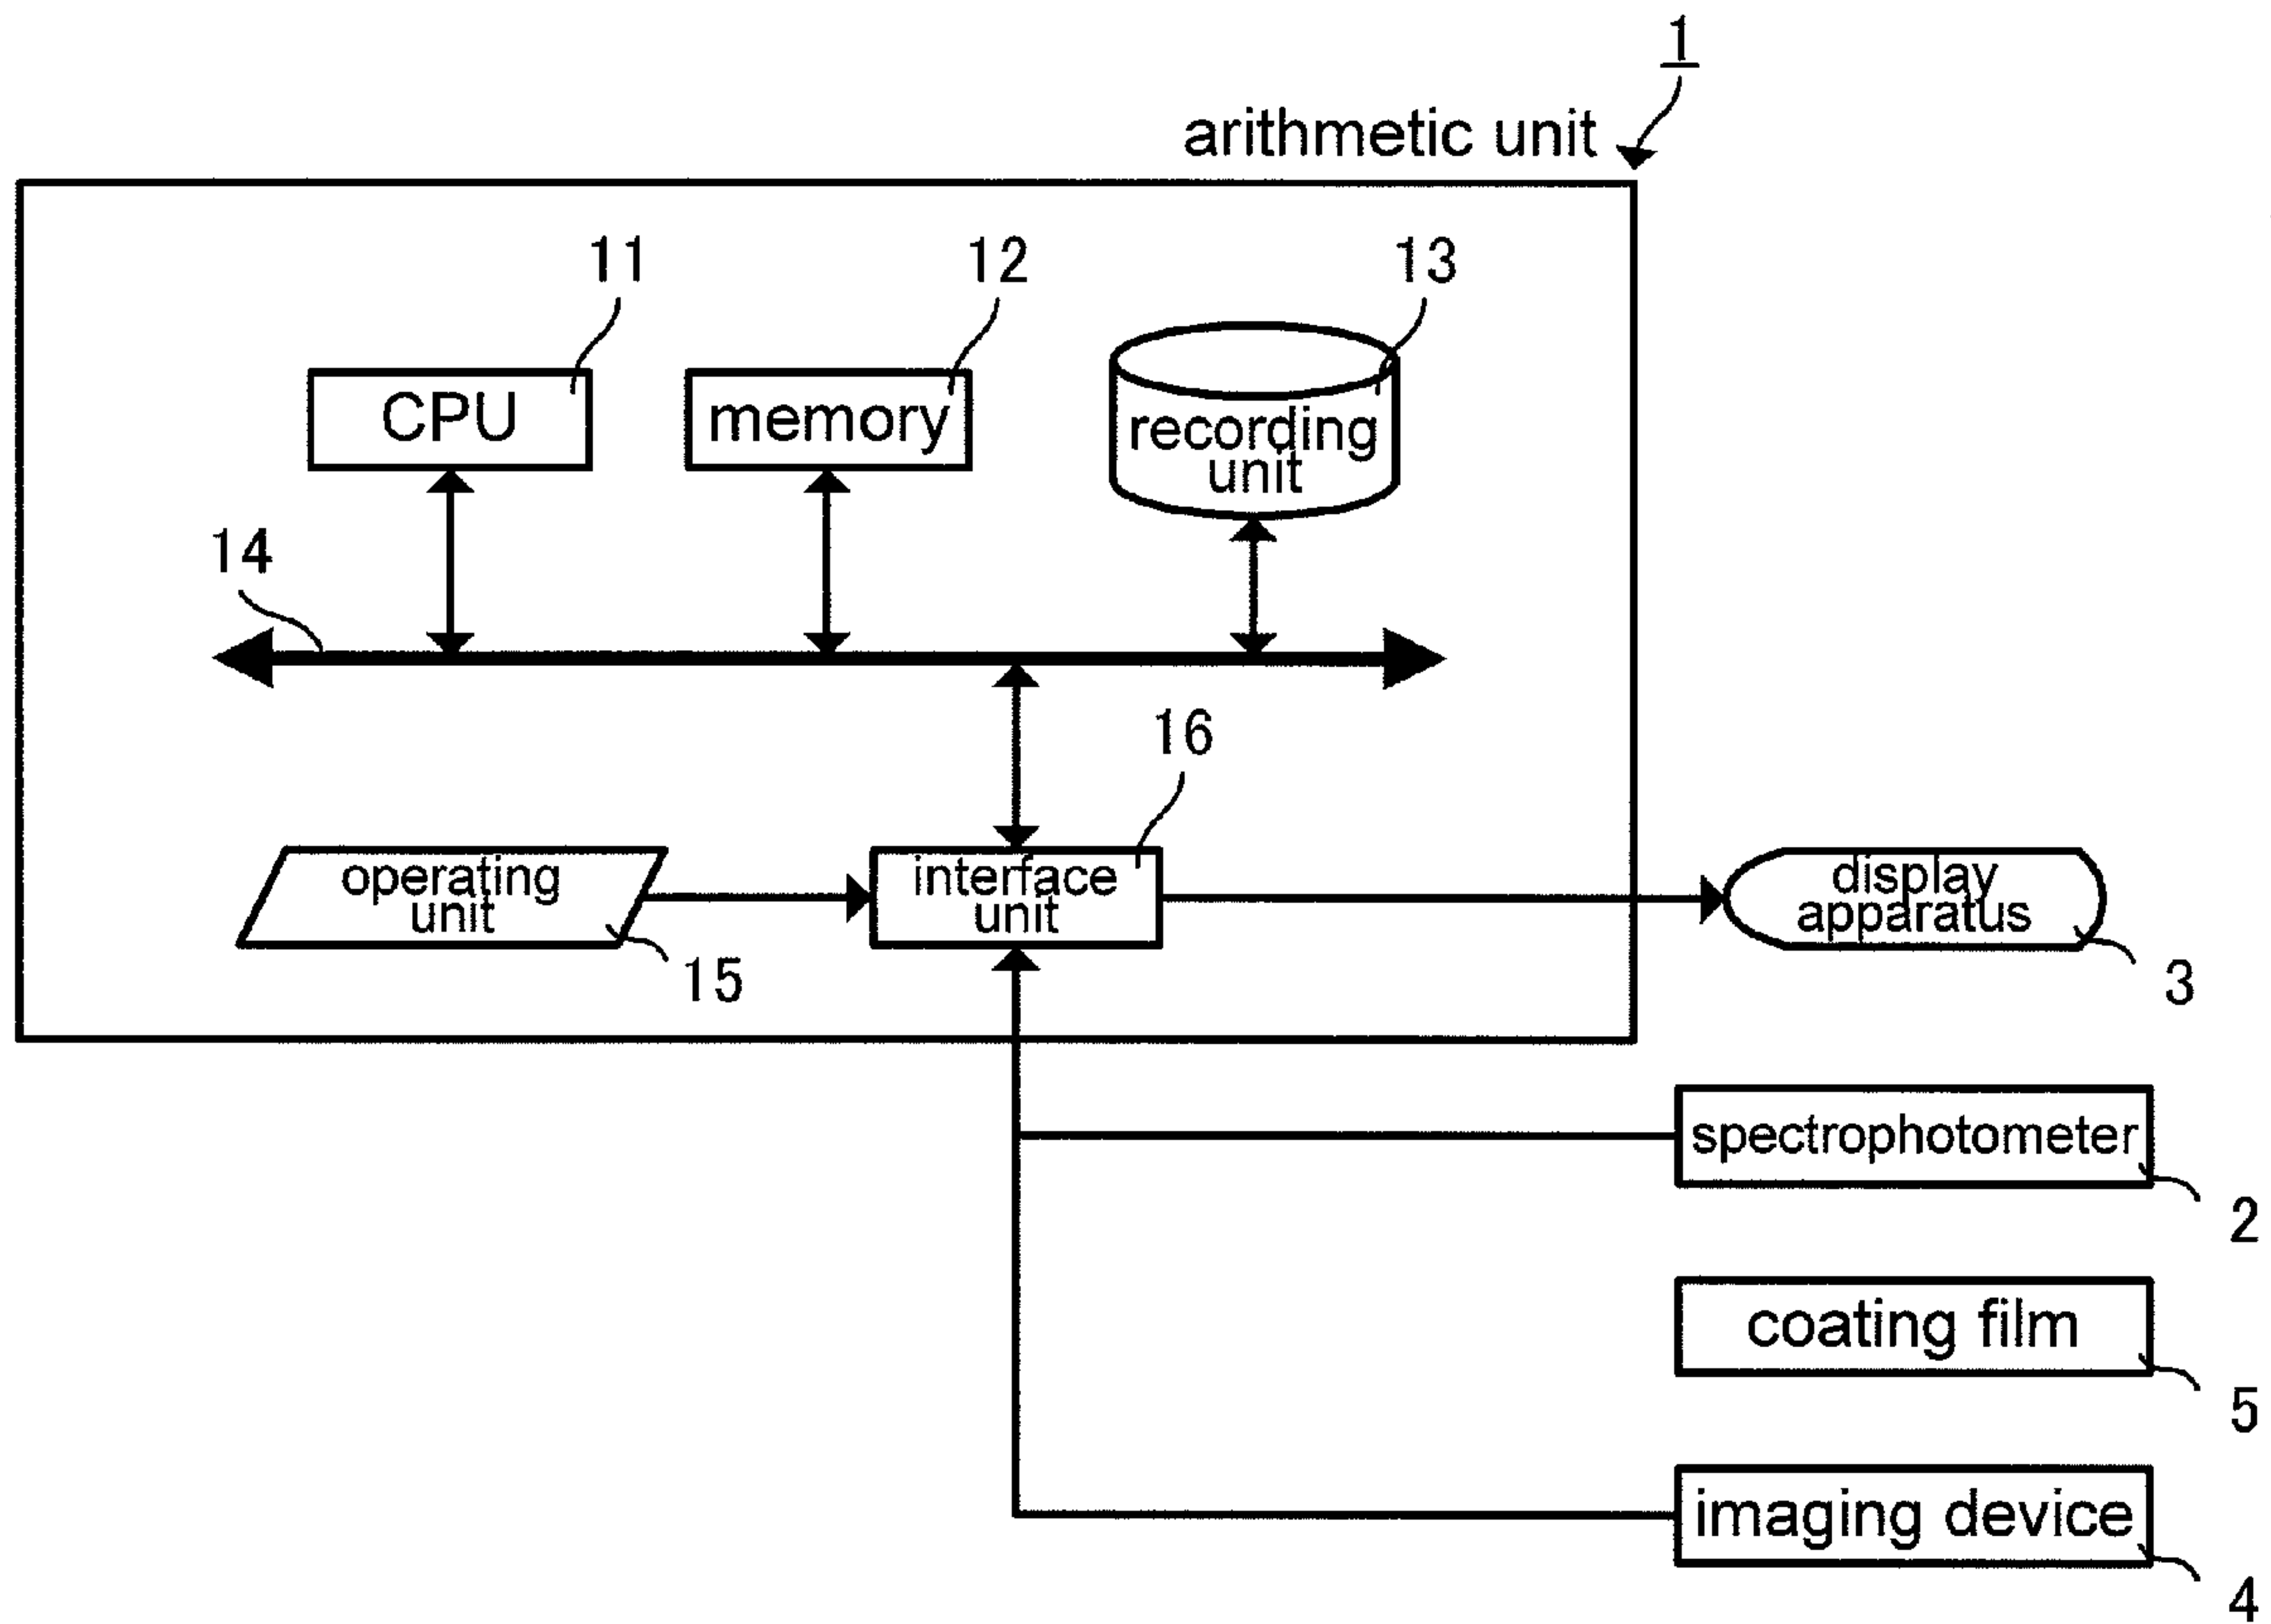 1
arithmetic unit
11
12
13
CPU
memory
recording
unit
14
16
operating
unit
interface
unit
display
apparatus
15
3
spectrophotometer
2
coating film
5
imaging device
4